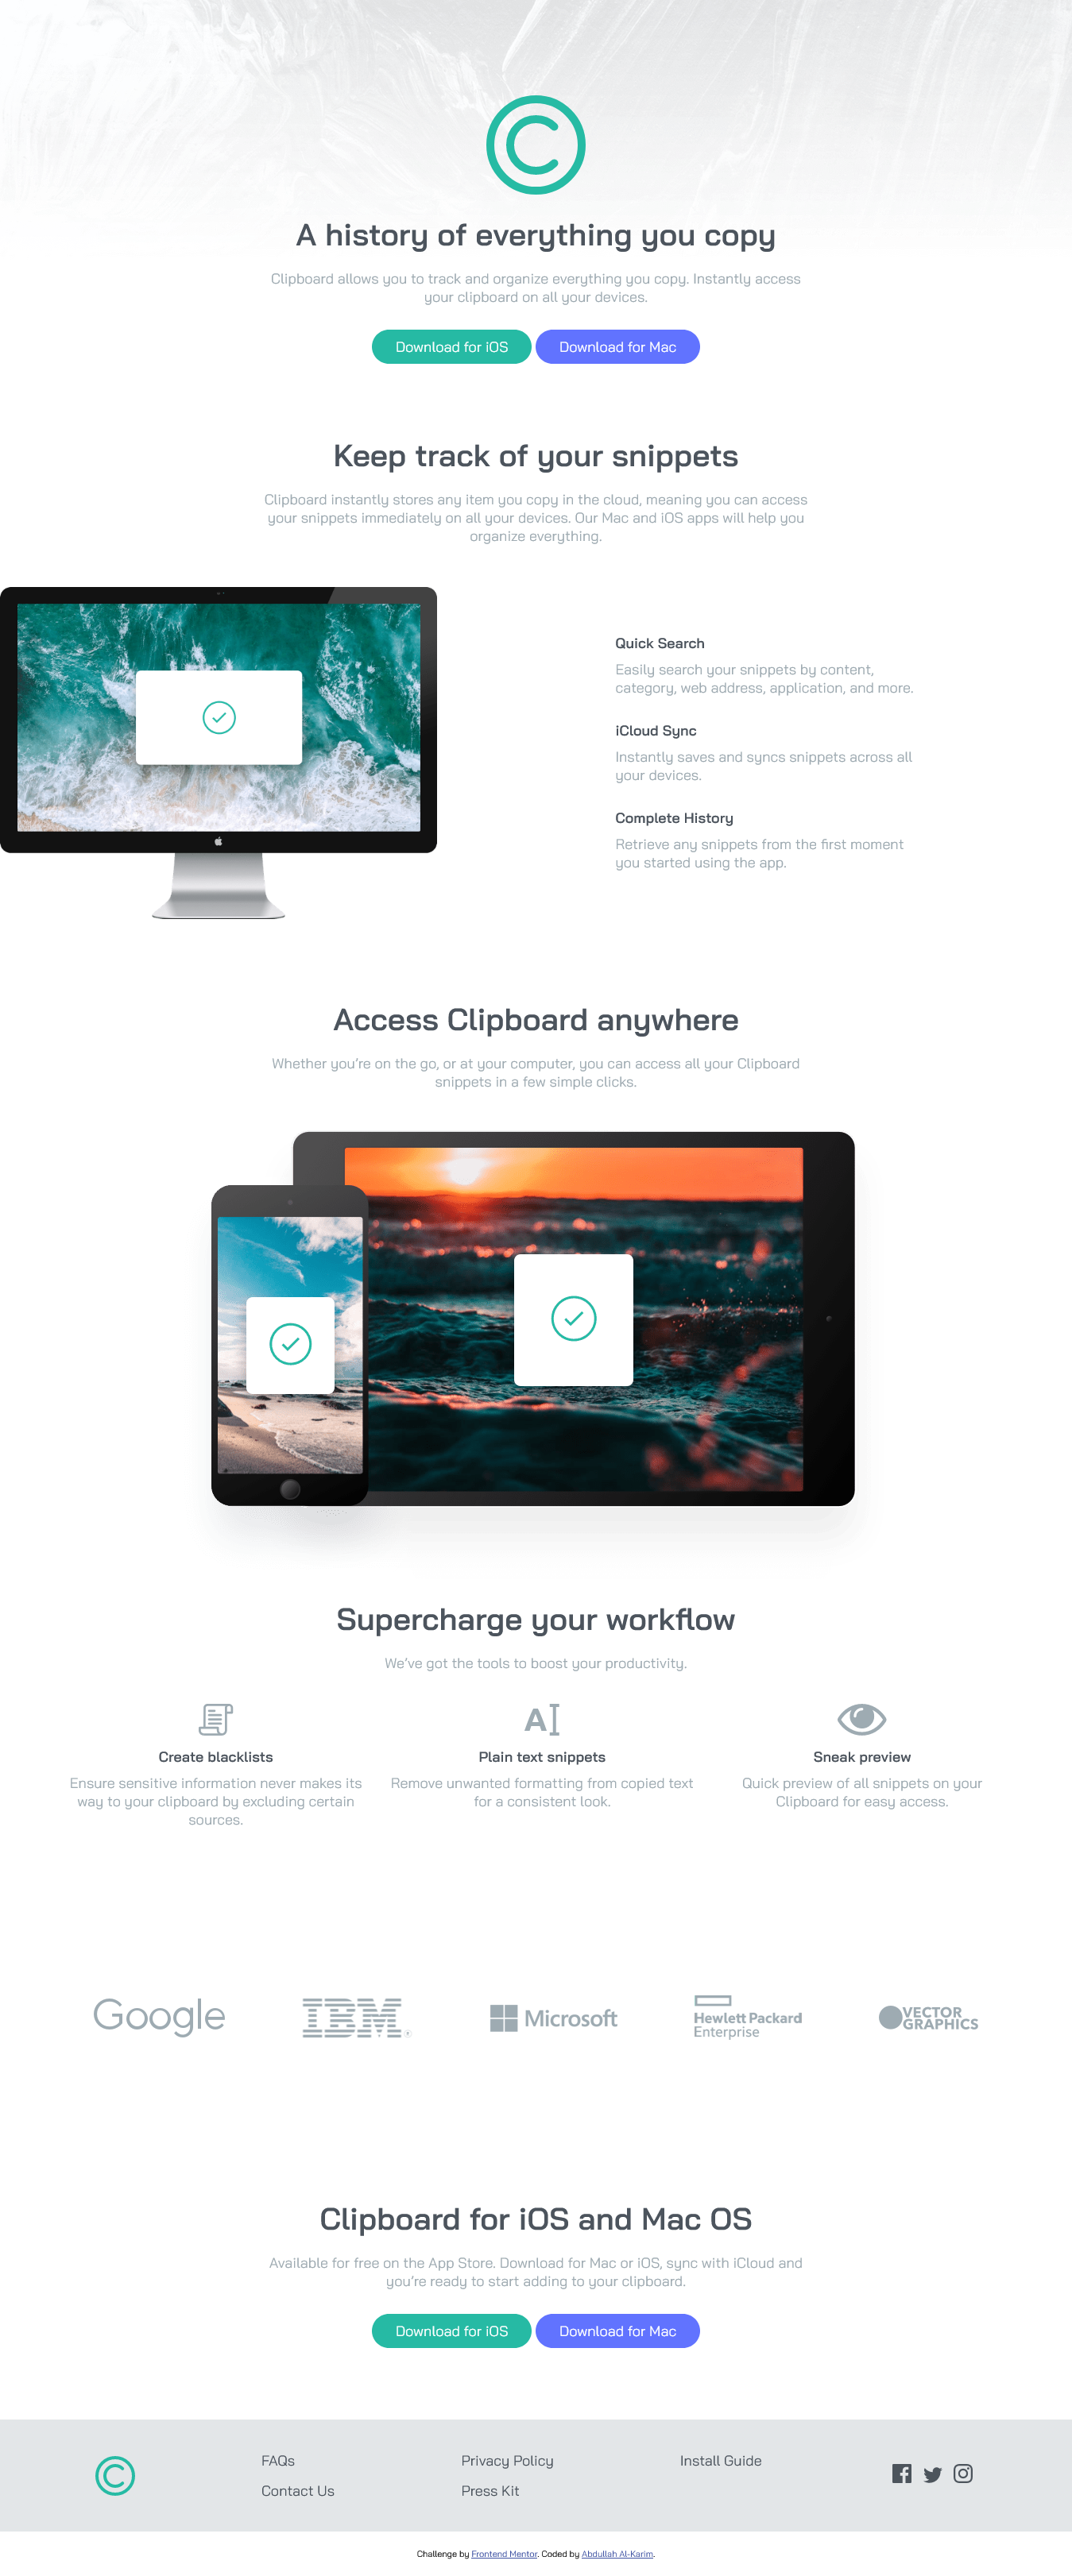 A history of everything you copy
Clipboard allows you to track and organize everything you copy. Instantly access
your clipboard on all your devices.
Download for iOS Download for Mac
Keep track of your snippets
Clipboard instantly stores any item you copy in the cloud, meaning you can access
your snippets immediately on all your devices. Our Mac and iOS apps will help you
organize everything.
Quick Search
Easily search your snippets by content,
category, web address, application, and more.
iCloud Sync
Instantly saves and syncs snippets across all
your devices.
Complete History
Retrieve any snippets from the first moment
you started using the app.
Access Clipboard anywhere
Whether you’re on the go, or at your computer, you can access all your Clipboard
snippets in a few simple clicks.
Supercharge your workflow
We’ve got the tools to boost your productivity.
Create blacklists
Ensure sensitive information never makes its
way to your clipboard by excluding certain
sources.
Plain text snippets
Remove unwanted formatting from copied text
for a consistent look.
Sneak preview
Quick preview of all snippets on your
Clipboard for easy access.
Google
IBM
Microsoft
Hewlett Packard
Enterprise
VECTOR
GRAPHICS
Clipboard for iOS and Mac OS
Available for free on the App Store. Download for Mac or iOS, sync with iCloud and
you’re ready to start adding to your clipboard.
Download for iOS Download for Mac
FAQs
Contact Us
Privacy Policy
Press Kit
Install Guide
Challenge by Frontend Mentor. Coded by Abdullah Al-Karim.